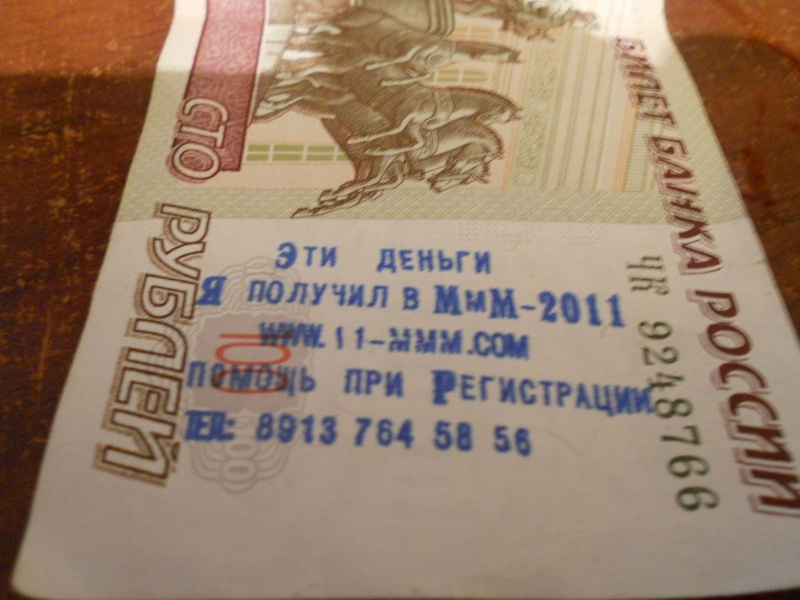 СТО
РУБЛЕЙ
БИЛЕТ БАНКА РОССИИ
чК 9248766
100
Эти деньги
Я получил в МмМ-2011
www.11-MMM.COM
помощь при Регистрации
ТЕЛ: 8913 764 58 56